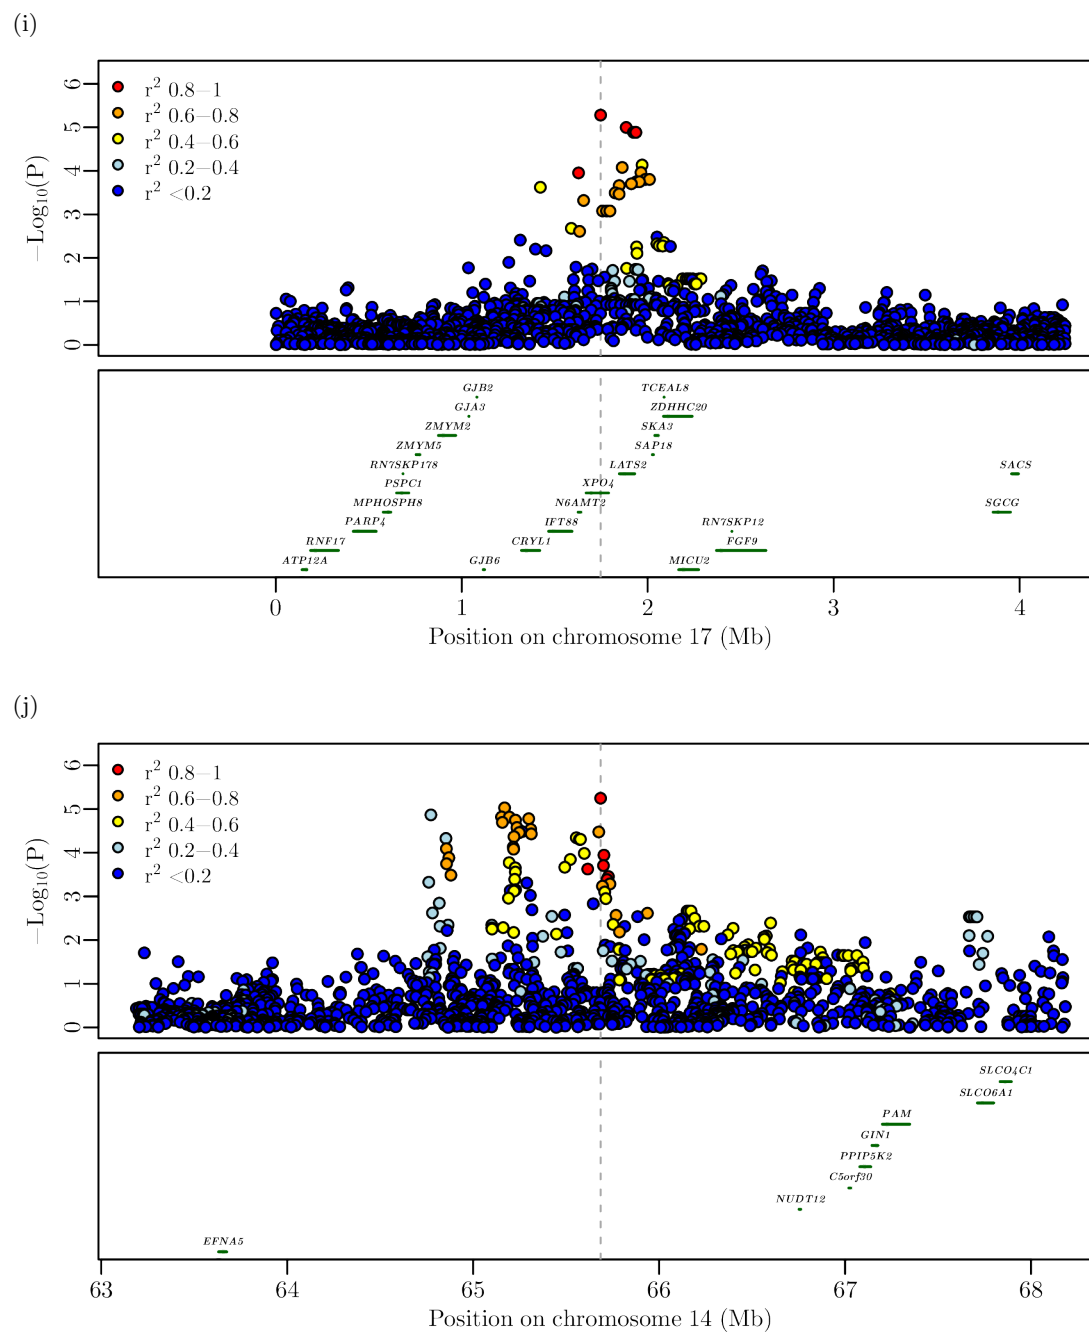 (i)
−Log10(P)
6
5
4
3
2
1
0
r2 0.8−1
r2 0.6−0.8
r2 0.4−0.6
r2 0.2−0.4
r2 <0.2
GJB2 TCEAL8
GJA3 ZDHHC20
ZMYM2 SKA3
ZMYM5 SAP18
RN7SKP178 LATS2 SACS
PSPC1 XPO4
MPHOSPH8 N6AMT2 SGCG
PARP4 IFT88 RN7SKP12
RNF17 CRYL1 FGF9
ATP12A GJB6 MICU2
0 1 2 3 4
Position on chromosome 17 (Mb)
(j)
−Log10(P)
6
5
4
3
2
1
0
r2 0.8−1
r2 0.6−0.8
r2 0.4−0.6
r2 0.2−0.4
r2 <0.2
SLCO4C1
SLCO6A1
PAM
GIN1
PPIP5K2
C5orf30
NUDT12
EFNA5
63 64 65 66 67 68
Position on chromosome 14 (Mb)